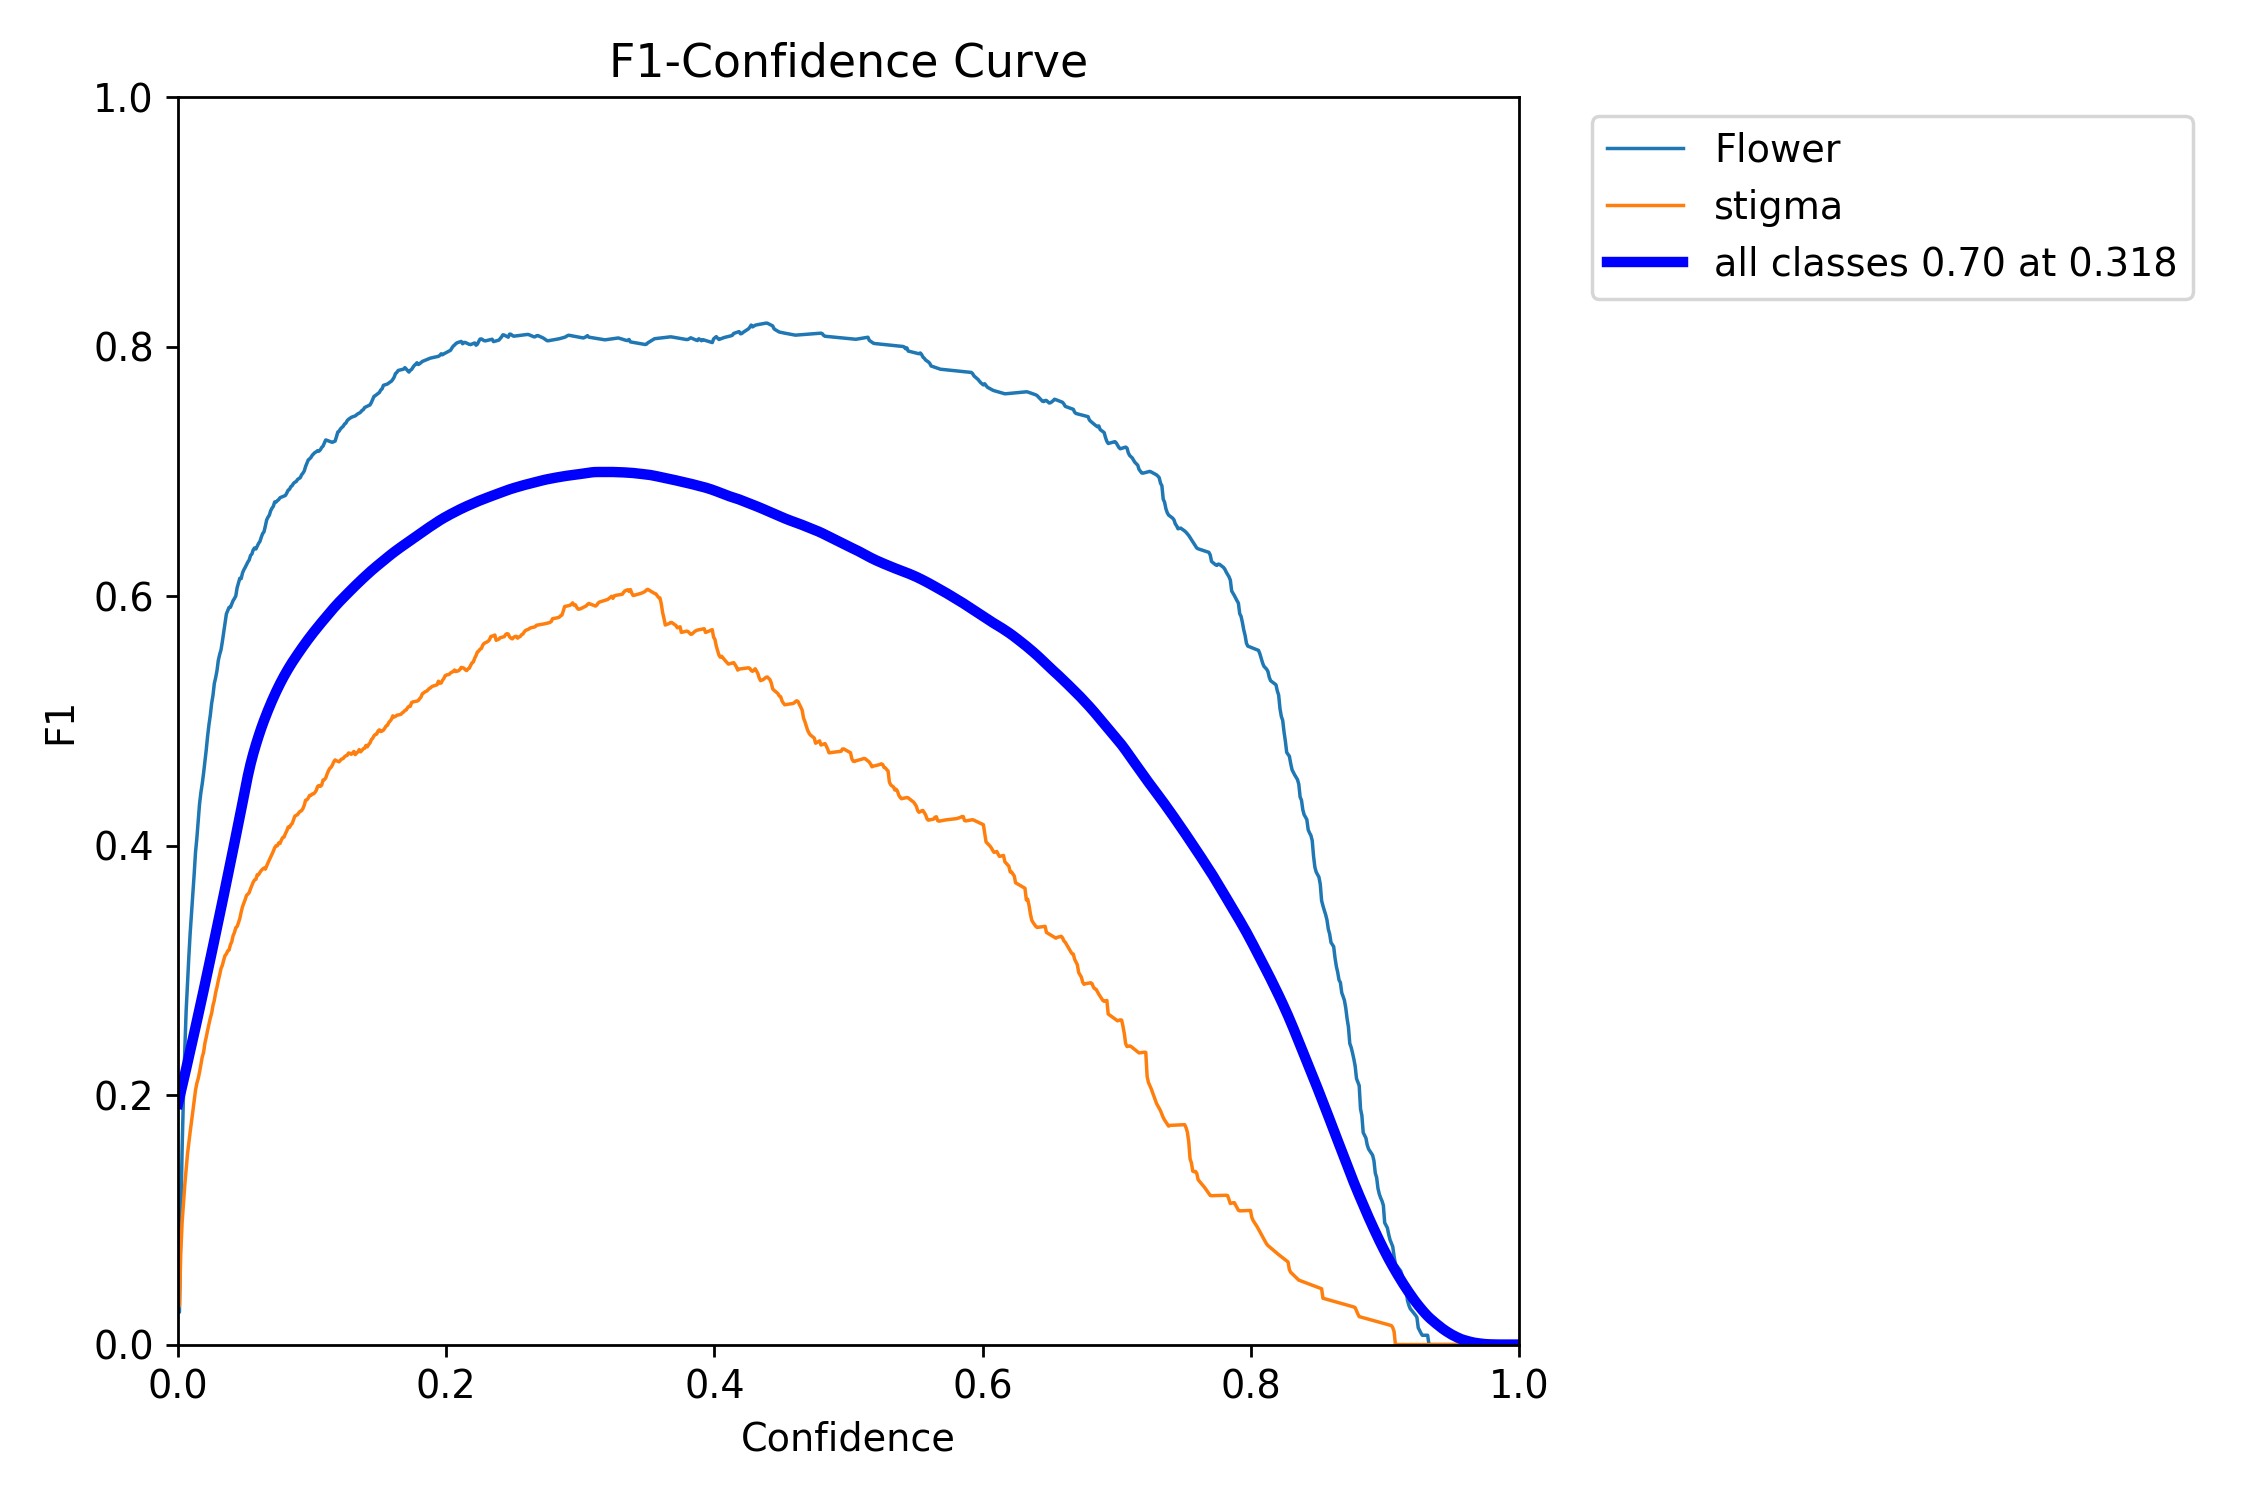 F1-Confidence Curve
1.0
0.8
0.6
0.4
0.2
0.0
F1
0.0 0.2 0.4 0.6 0.8 1.0
Confidence
Flower
stigma
all classes 0.70 at 0.318